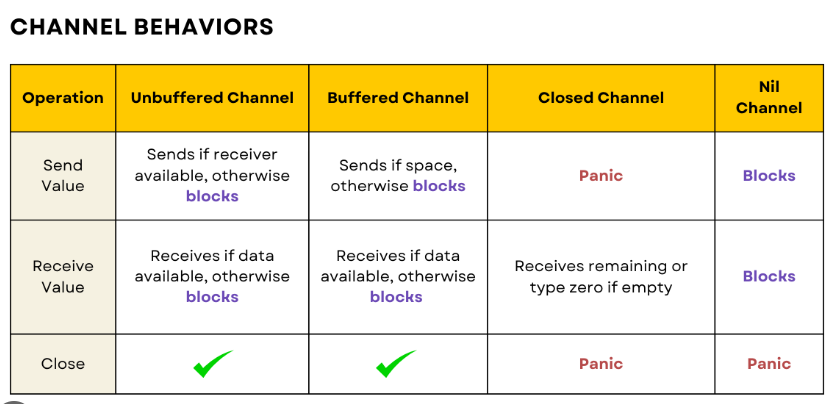 CHANNEL BEHAVIORS
Operation
Unbuffered Channel
Buffered Channel
Closed Channel
Nil
Channel
Send
Value
Sends if receiver
available, otherwise
blocks
Sends if space,
otherwise blocks
Panic
Blocks
Receive
Value
Receives if data
available, otherwise
blocks
Receives if data
available, otherwise
blocks
Receives remaining or
type zero if empty
Blocks
Close
Panic
Panic